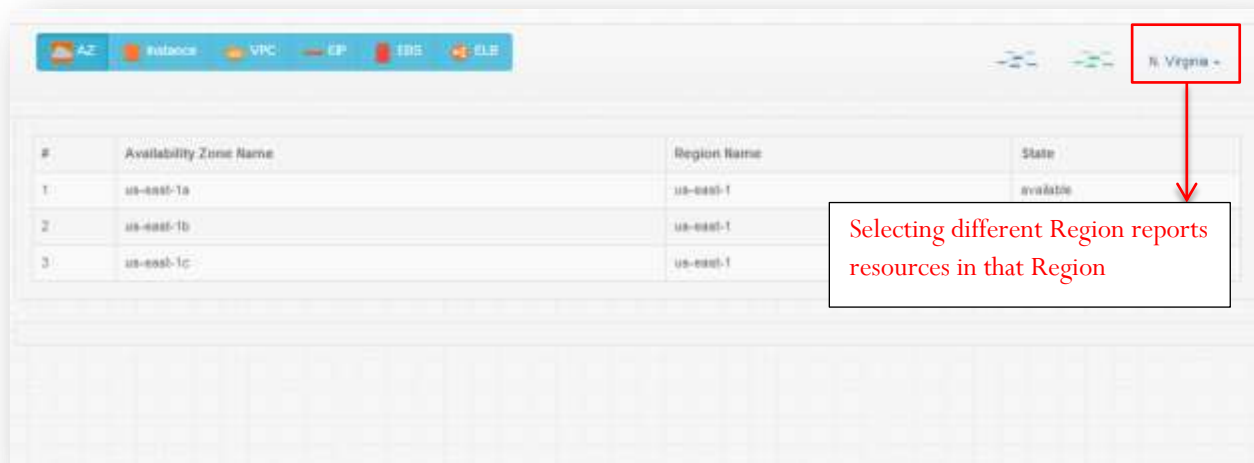 AZ Instance VPC EIP EBS ELB
N. Virginia
# Availability Zone Name Region Name State
1 us-east-1a us-east-1 available
2 us-east-1b us-east-1
3 us-east-1c us-east-1
Selecting different Region reports
resources in that Region